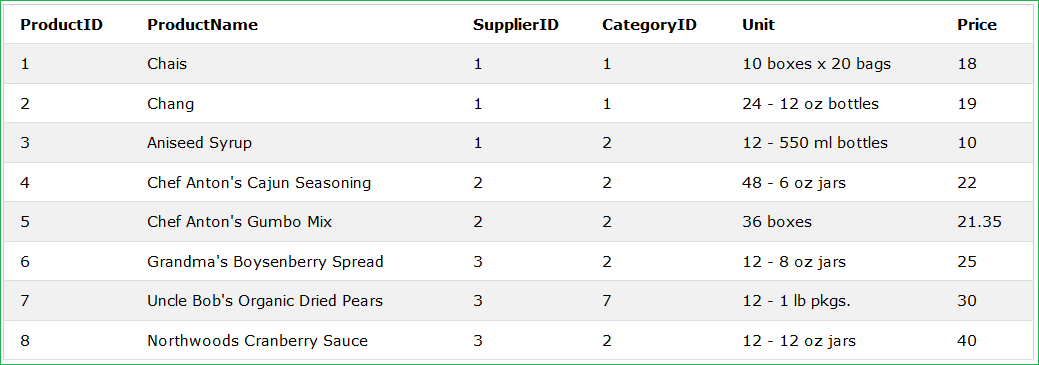 ProductID ProductName SupplierID CategoryID Unit Price
1 Chais 1 1 10 boxes x 20 bags 18
2 Chang 1 1 24 - 12 oz bottles 19
3 Aniseed Syrup 1 2 12 - 550 ml bottles 10
4 Chef Anton's Cajun Seasoning 2 2 48 - 6 oz jars 22
5 Chef Anton's Gumbo Mix 2 2 36 boxes 21.35
6 Grandma's Boysenberry Spread 3 2 12 - 8 oz jars 25
7 Uncle Bob's Organic Dried Pears 3 7 12 - 1 lb pkgs. 30
8 Northwoods Cranberry Sauce 3 2 12 - 12 oz jars 40